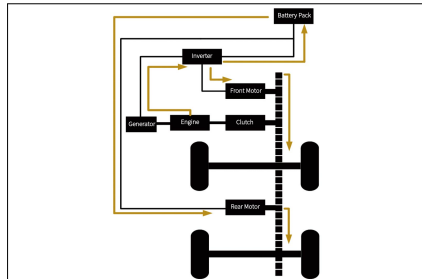 Battery Pack
Inverter
Front Motor
Generator
Engine
Clutch
Rear Motor